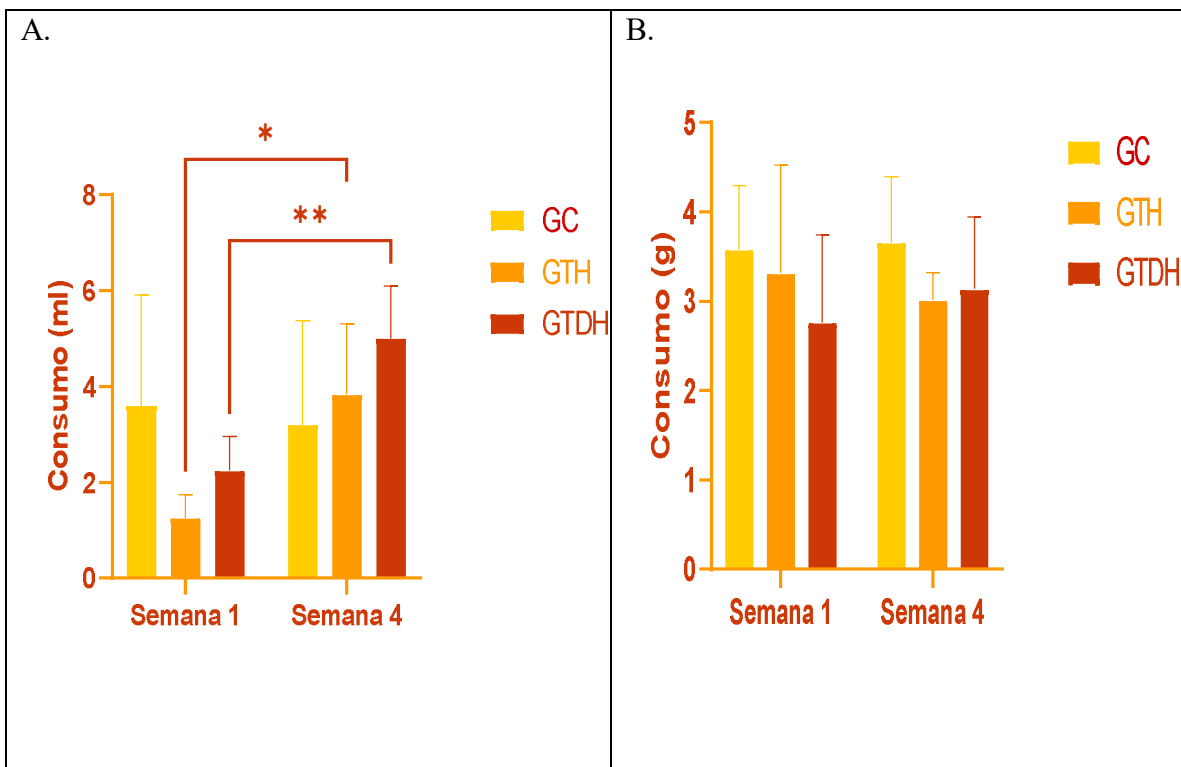 A.
*
**
8
6
4
2
0
Consumo (ml)
Semana 1
Semana 4
GC
GTH
GTDH
B.
5
4
3
2
1
0
Consumo (g)
Semana 1
Semana 4
GC
GTH
GTDH